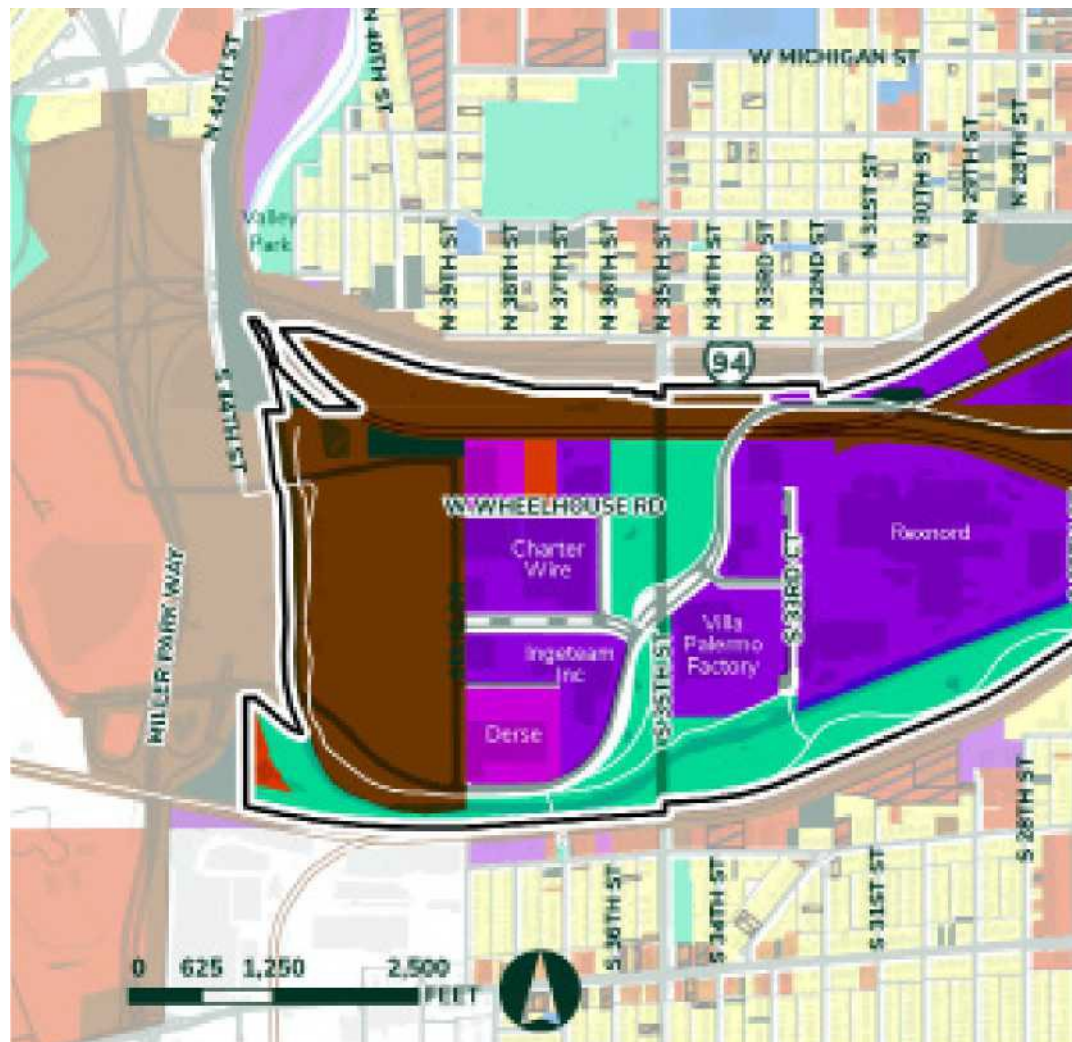 W MICHIGAN ST
N 44TH ST
N 40TH ST
N 31ST ST
N 30TH ST
N 29TH ST
N 28TH ST
Valley
Park
N 39TH ST
N 38TH ST
N 37TH ST
N 36TH ST
N 35TH ST
N 34TH ST
N 33RD ST
N 32ND ST
94
S 44TH ST
W. WHEELHOUSE RD
Charter
Wire
Rexnord
MILLER PARK WAY
S 33RD CT
Villa
Palermo
Factory
Ingeteam
Inc
S 35TH ST
Derse
S 28TH ST
S 36TH ST
S 34TH ST
S 31ST ST
0 625 1,250 2,500
FEET